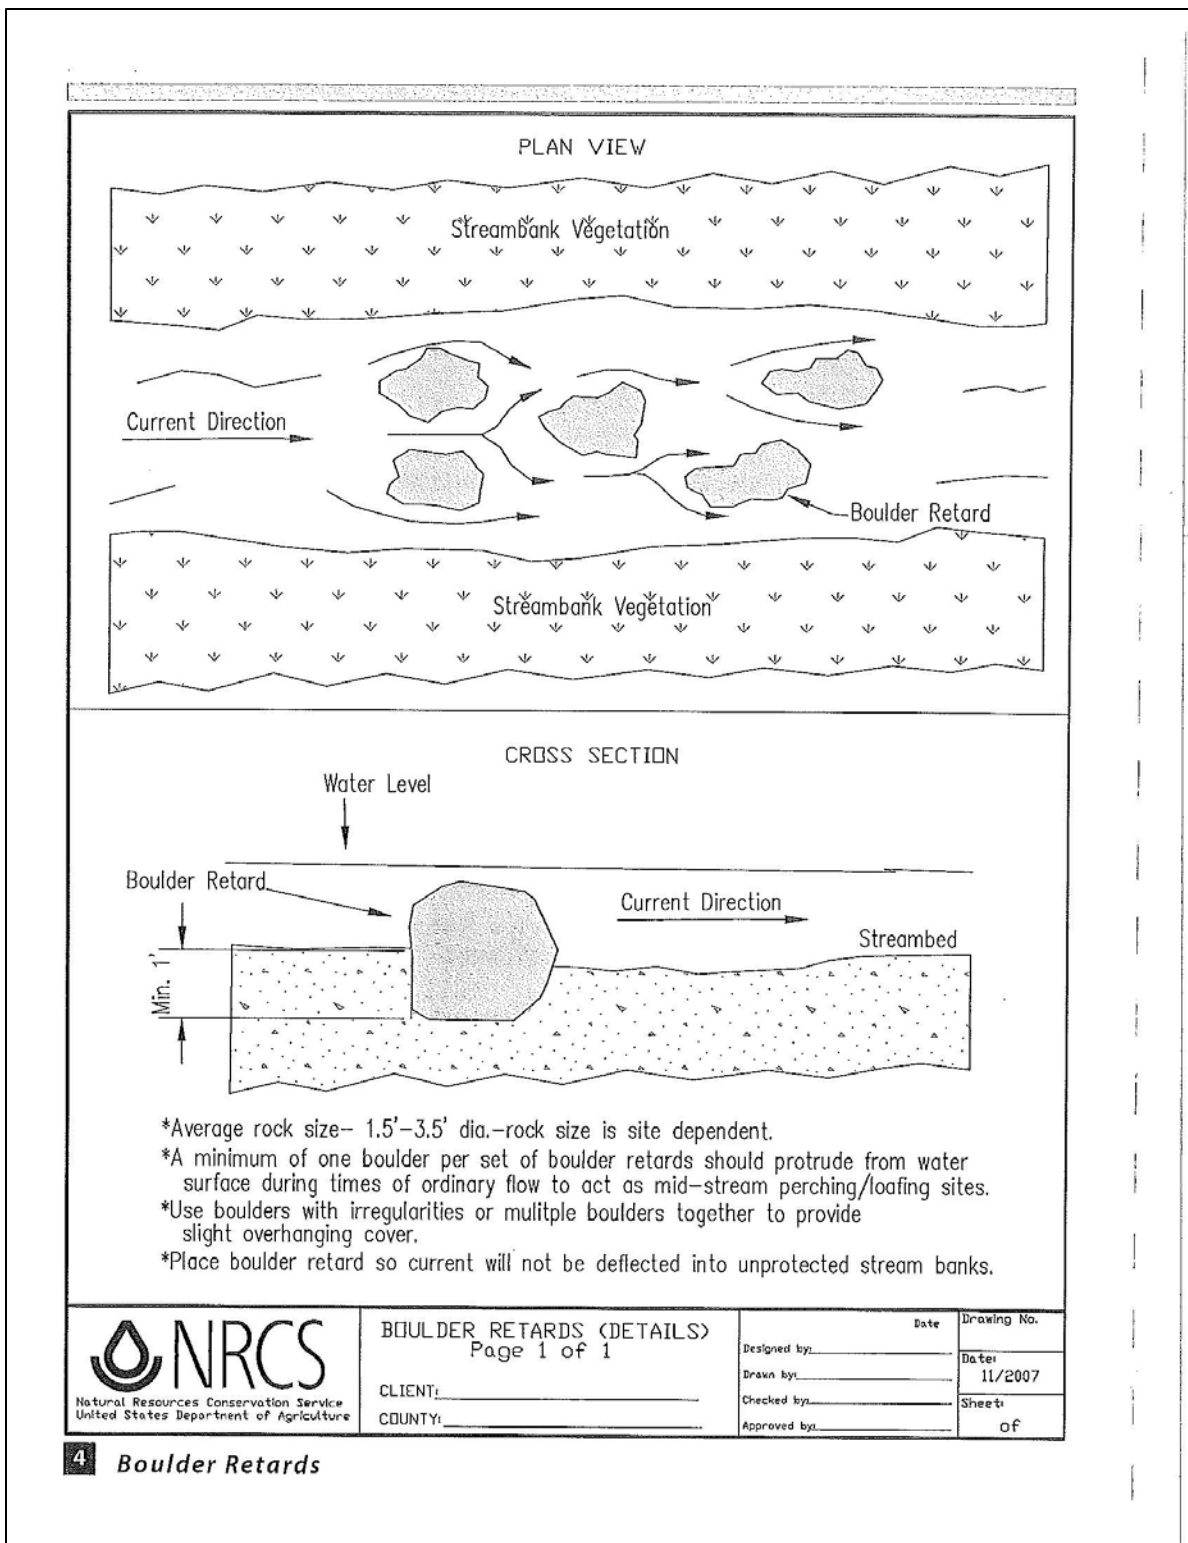 PLAN VIEW
Streambank Vegetation
Current Direction
Boulder Retard
Streambank Vegetation
CROSS SECTION
Water Level
Boulder Retard
Current Direction
Streambed
Min. 1'
*Average rock size- 1.5'-3.5' dia.-rock size is site dependent.
*A minimum of one boulder per set of boulder retards should protrude from water
surface during times of ordinary flow to act as mid-stream perching/loafing sites.
*Use boulders with irregularities or mulitple boulders together to provide
slight overhanging cover.
*Place boulder retard so current will not be deflected into unprotected stream banks.
NRCS
Natural Resources Conservation Service
United States Department of Agriculture
BOULDER RETARDS (DETAILS)
Page 1 of 1
CLIENT:
COUNTY:
Date
Designed by:
Drawn by:
Checked by:
Approved by:
Drawing No.
Date:
11/2007
Sheet:
of
4 Boulder Retards